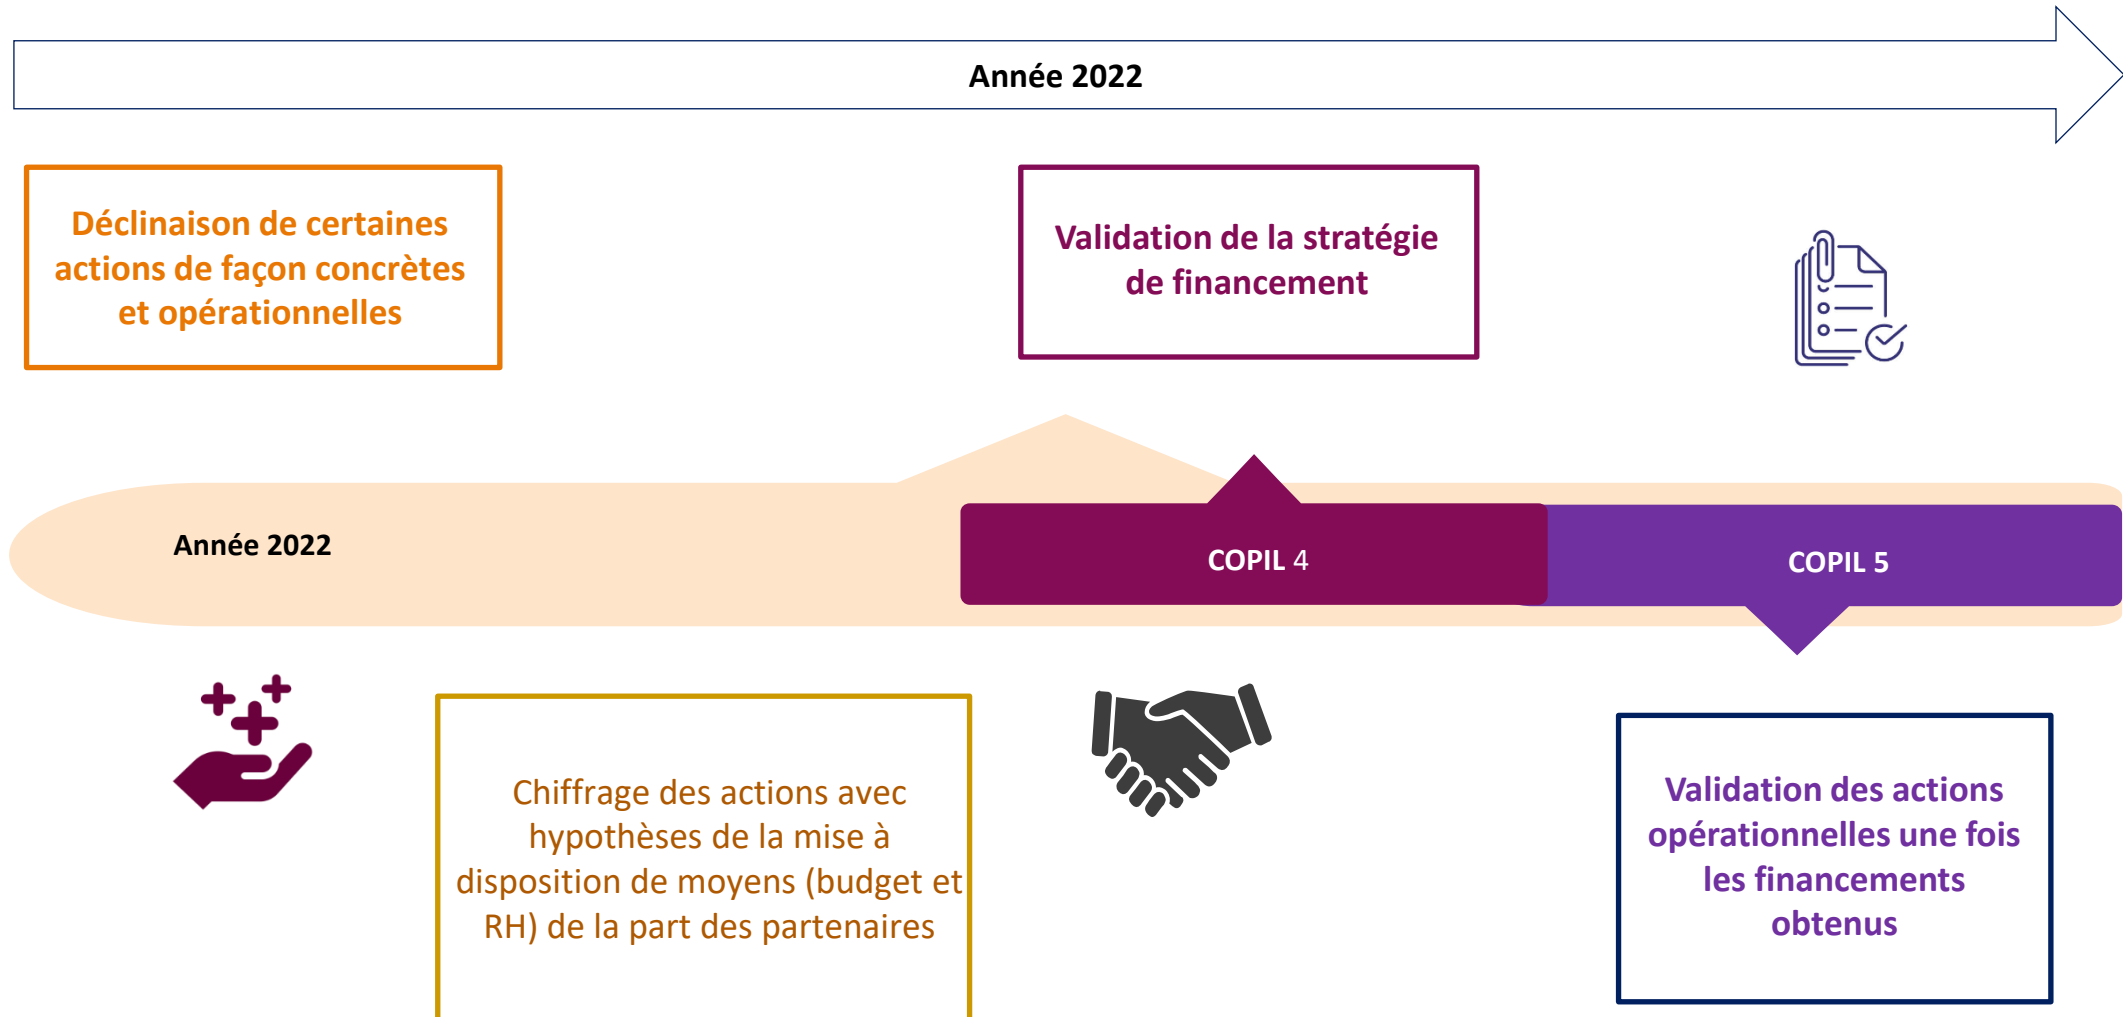 Année 2022
Déclinaison de certaines
actions de façon concrètes
et opérationnelles
Validation de la stratégie
de financement
Année 2022
COPIL 4
COPIL 5
Chiffrage des actions avec
hypothèses de la mise à
disposition de moyens (budget et
RH) de la part des partenaires
Validation des actions
opérationnelles une fois
les financements
obtenus